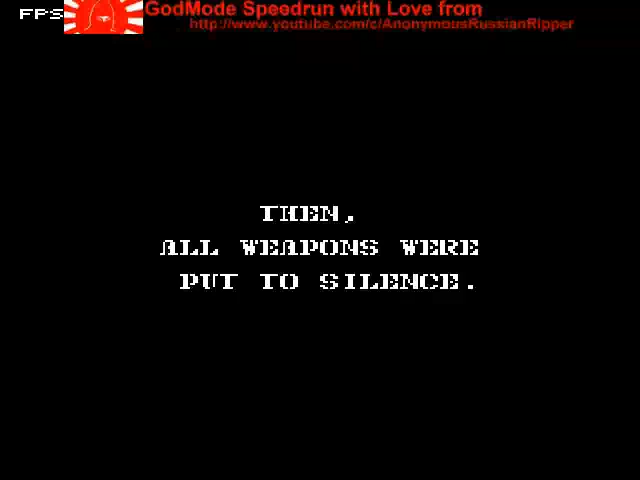 FPS
GodMode Speedrun with Love from
http://www.youtube.com/c/AnonymousRussianRipper
THEN,
ALL WEAPONS WERE
PUT TO SILENCE.